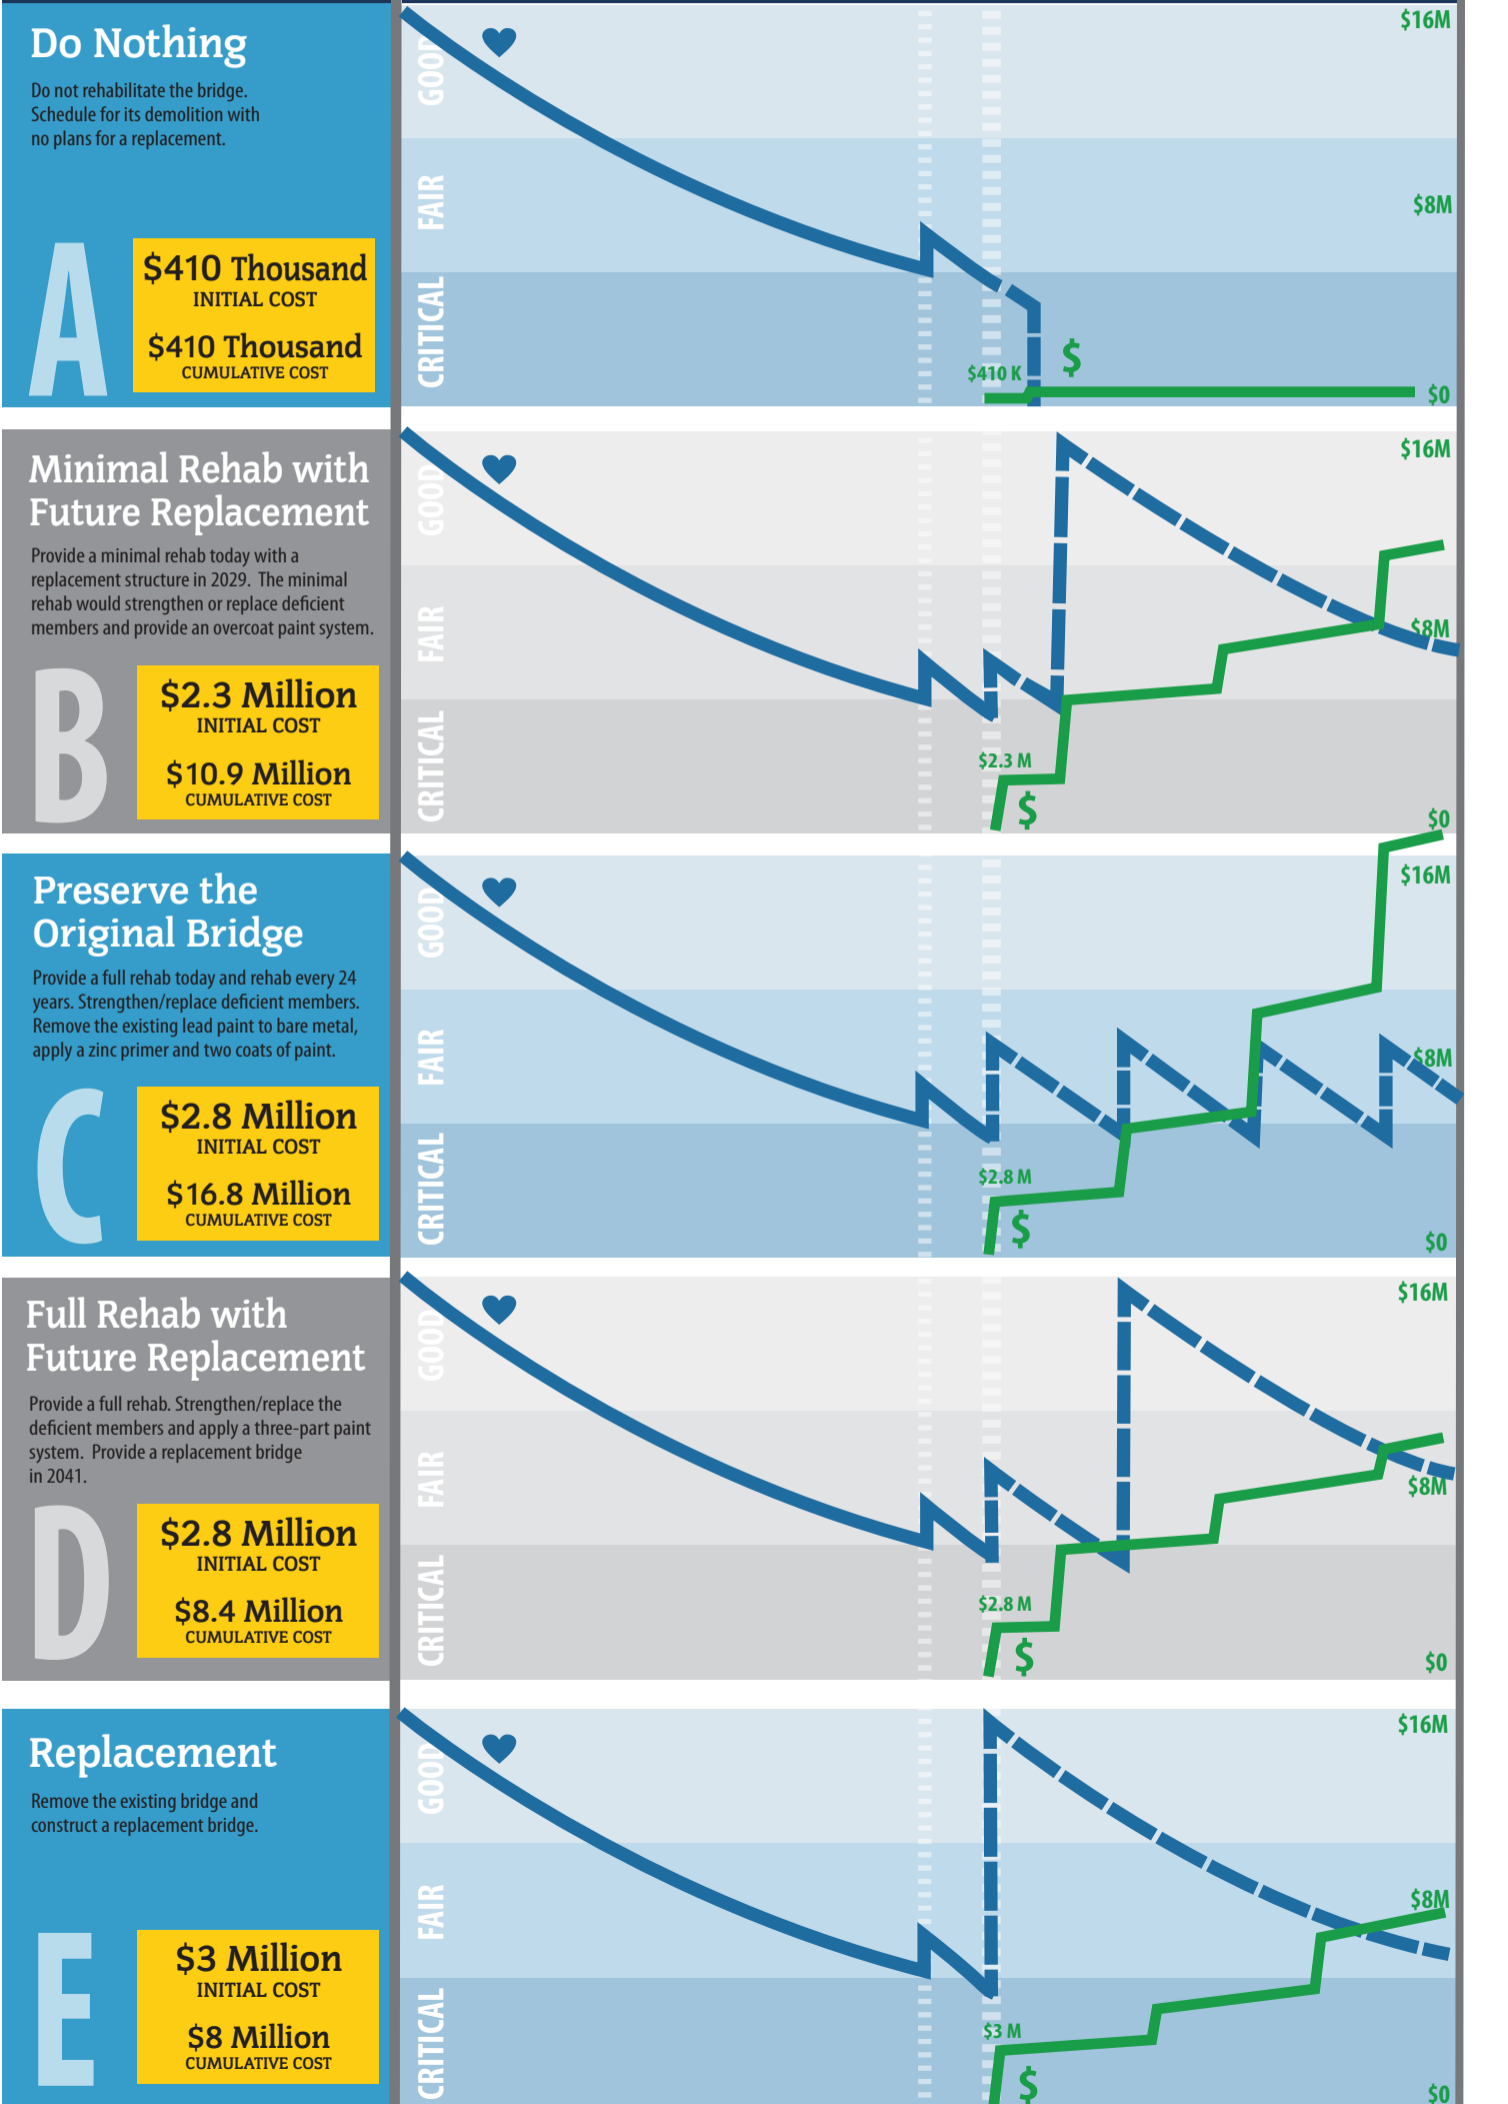 Do Nothing
Do not rehabilitate the bridge.
Schedule for its demolition with
no plans for a replacement.
A
$410 Thousand
INITIAL COST
$410 Thousand
CUMULATIVE COST
GOOD
FAIR
CRITICAL
$16M
$8M
$410 K
$
$0
Minimal Rehab with
Future Replacement
Provide a minimal rehab today with a
replacement structure in 2029. The minimal
rehab would strengthen or replace deficient
members and provide an overcoat paint system.
B
$2.3 Million
INITIAL COST
$10.9 Million
CUMULATIVE COST
GOOD
FAIR
CRITICAL
$16M
$8M
$2.3 M
$
$0
Preserve the
Original Bridge
Provide a full rehab today and rehab every 24
years. Strengthen/replace deficient members.
Remove the existing lead paint to bare metal,
apply a zinc primer and two coats of paint.
C
$2.8 Million
INITIAL COST
$16.8 Million
CUMULATIVE COST
GOOD
FAIR
CRITICAL
$16M
$8M
$2.8 M
$
$0
Full Rehab with
Future Replacement
Provide a full rehab. Strengthen/replace the
deficient members and apply a three-part paint
system. Provide a replacement bridge
in 2041.
D
$2.8 Million
INITIAL COST
$8.4 Million
CUMULATIVE COST
GOOD
FAIR
CRITICAL
$16M
$8M
$2.8 M
$
$0
Replacement
Remove the existing bridge and
construct a replacement bridge.
E
$3 Million
INITIAL COST
$8 Million
CUMULATIVE COST
GOOD
FAIR
CRITICAL
$16M
$8M
$3 M
$
$0